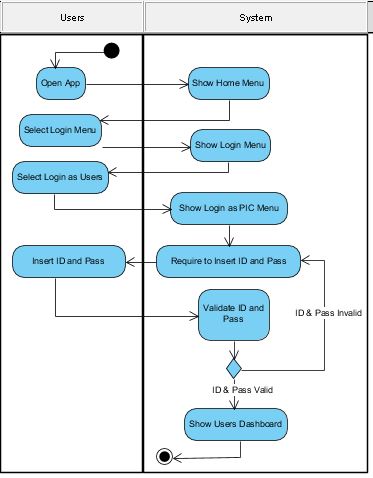 Users
System
Open App
Show Home Menu
Select Login Menu
Show Login Menu
Select Login as Users
Show Login as PIC Menu
Insert ID and Pass
Require to Insert ID and Pass
Validate ID and
Pass
ID & Pass Invalid
ID & Pass Valid
Show Users Dashboard